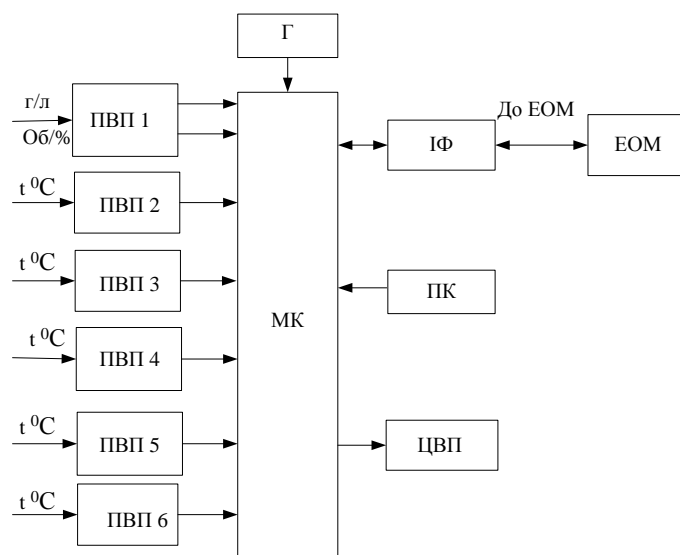 Г
г/л
Об/%
ПВП 1
До ЕОМ
ІФ
ЕОМ
t ⁰C
ПВП 2
t ⁰C
ПВП 3
ПК
МК
t ⁰C
ПВП 4
t ⁰C
ПВП 5
ЦВП
t ⁰C
ПВП 6